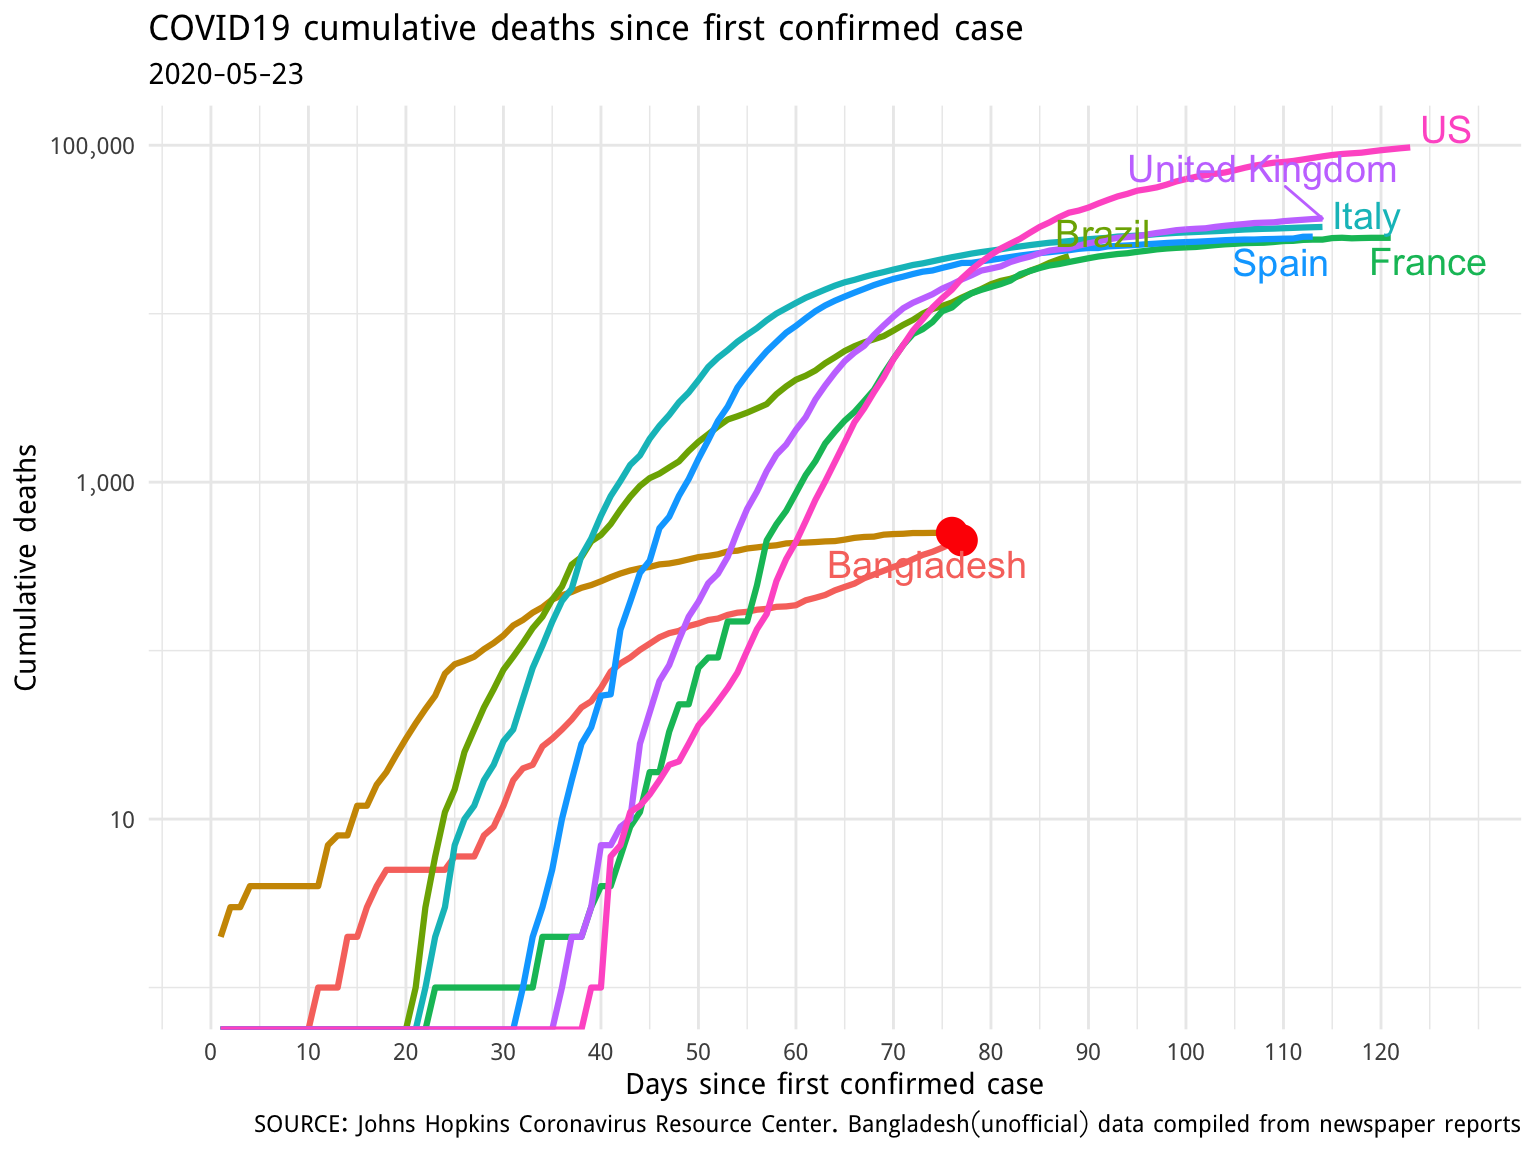 COVID19 cumulative deaths since first confirmed case
2020-05-23
100,000
1,000
10
Cumulative deaths
US
United Kingdom
Italy
Brazil
Spain
France
Bangladesh
0 10 20 30 40 50 60 70 80 90 100 110 120
Days since first confirmed case
SOURCE: Johns Hopkins Coronavirus Resource Center. Bangladesh(unofficial) data compiled from newspaper reports